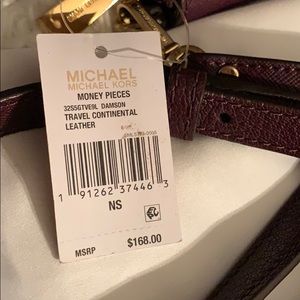 MICHAEL
MICHAEL KORS
MONEY PIECES
32S5GTVE9L DAMSON
TRAVEL CONTINENTAL
LEATHER
1 91262 37446 3
NS
MSRP $168.00